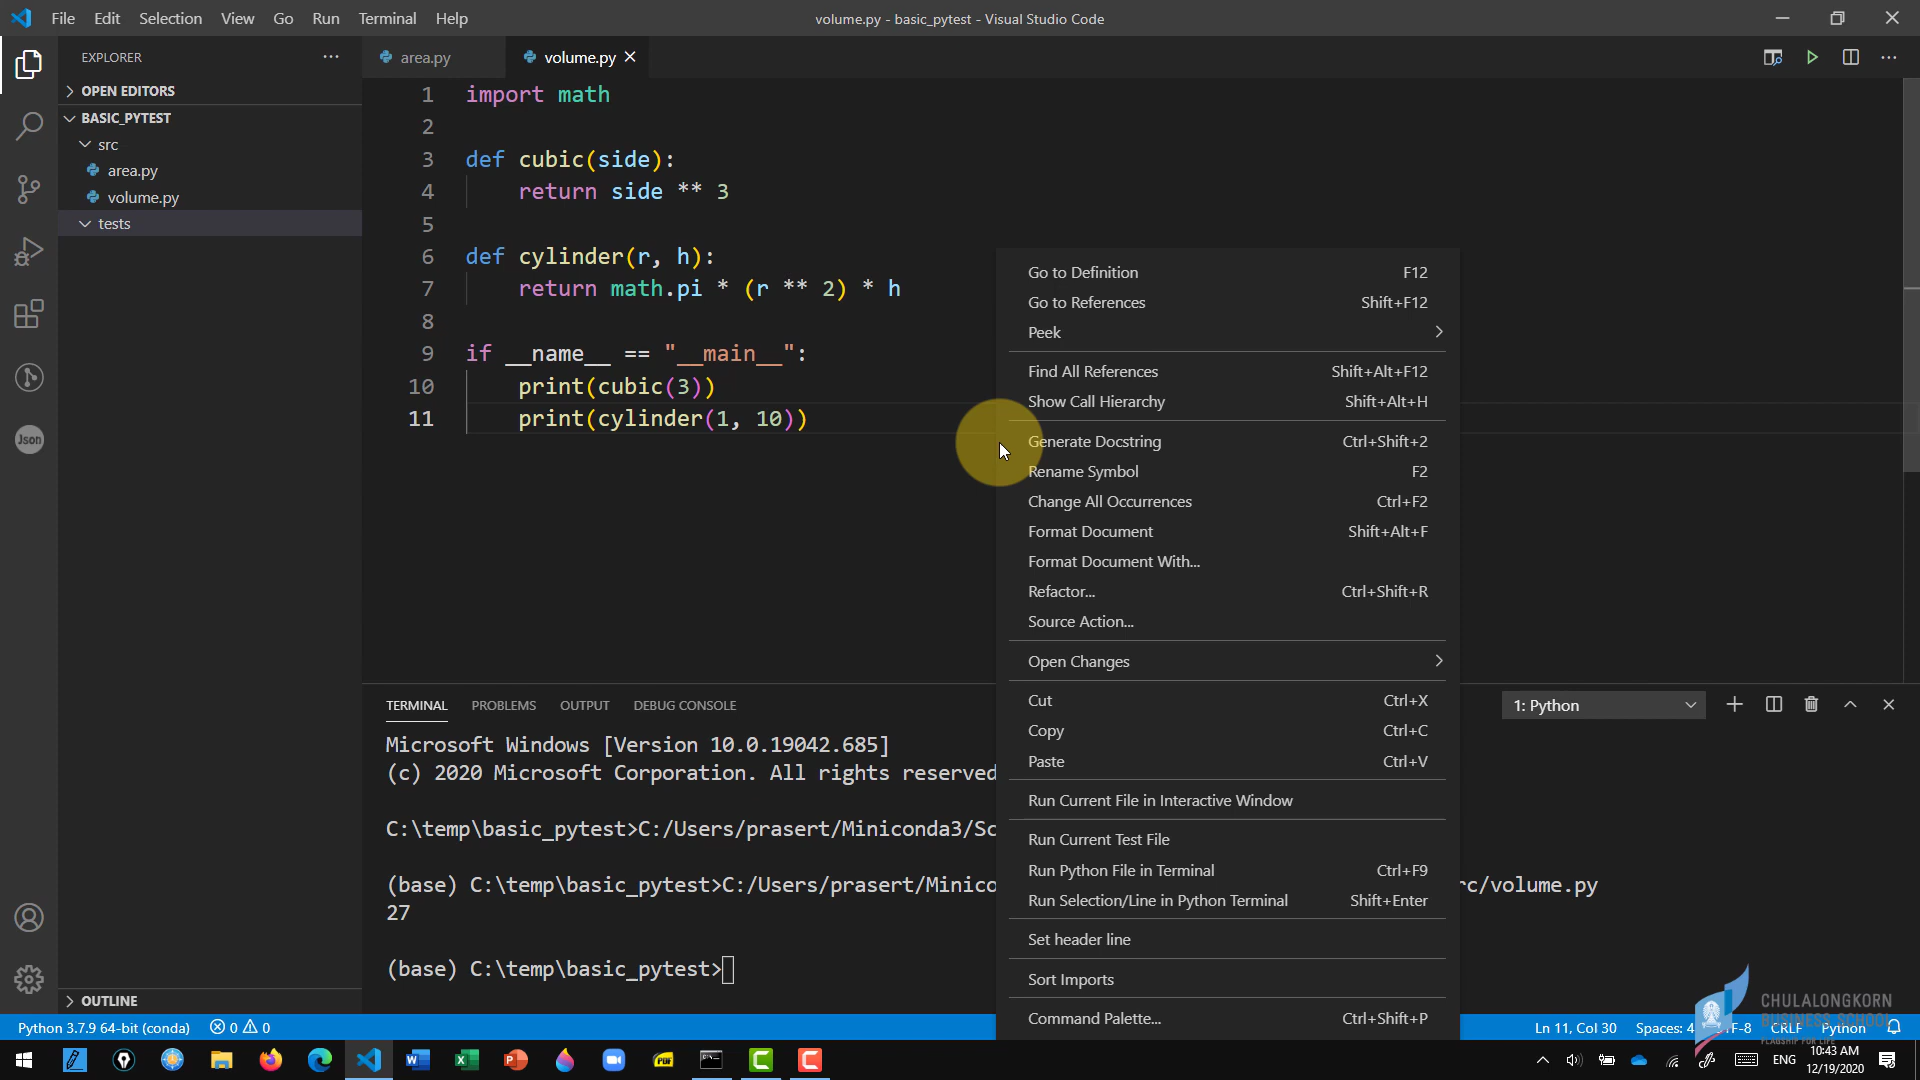 File Edit Selection View Go Run Terminal Help
volume.py - basic_pytest - Visual Studio Code
EXPLORER
OPEN EDITORS
BASIC_PYTEST
src
area.py
volume.py
tests
OUTLINE
area.py
volume.py
1 import math
2
3 def cubic(side):
4 return side ** 3
5
6 def cylinder(r, h):
7 return math.pi * (r ** 2) * h
8
9 if __name__ == "__main__":
10 print(cubic(3))
11 print(cylinder(1, 10))
Go to Definition F12
Go to References Shift+F12
Peek
Find All References Shift+Alt+F12
Show Call Hierarchy Shift+Alt+H
Generate Docstring Ctrl+Shift+2
Rename Symbol F2
Change All Occurrences Ctrl+F2
Format Document Shift+Alt+F
Format Document With...
Refactor... Ctrl+Shift+R
Source Action...
Open Changes
Cut Ctrl+X
Copy Ctrl+C
Paste Ctrl+V
Run Current File in Interactive Window
Run Current Test File
Run Python File in Terminal Ctrl+F9
Run Selection/Line in Python Terminal Shift+Enter
Set header line
Sort Imports
Command Palette... Ctrl+Shift+P
TERMINAL PROBLEMS OUTPUT DEBUG CONSOLE
1: Python
Microsoft Windows [Version 10.0.19042.685]
(c) 2020 Microsoft Corporation. All rights reserved
C:\temp\basic_pytest>C:/Users/prasert/Miniconda3/Sc
(base) C:\temp\basic_pytest>C:/Users/prasert/Minico rc/volume.py
27
(base) C:\temp\basic_pytest>
Python 3.7.9 64-bit (conda) 0 0
Ln 11, Col 30 Spaces: 4 UTF-8 CRLF Python
CHULALONGKORN
BUSINESS SCHOOL
FLAGSHIP FOR LIFE
Json
PDF
ENG
10:43 AM
12/19/2020